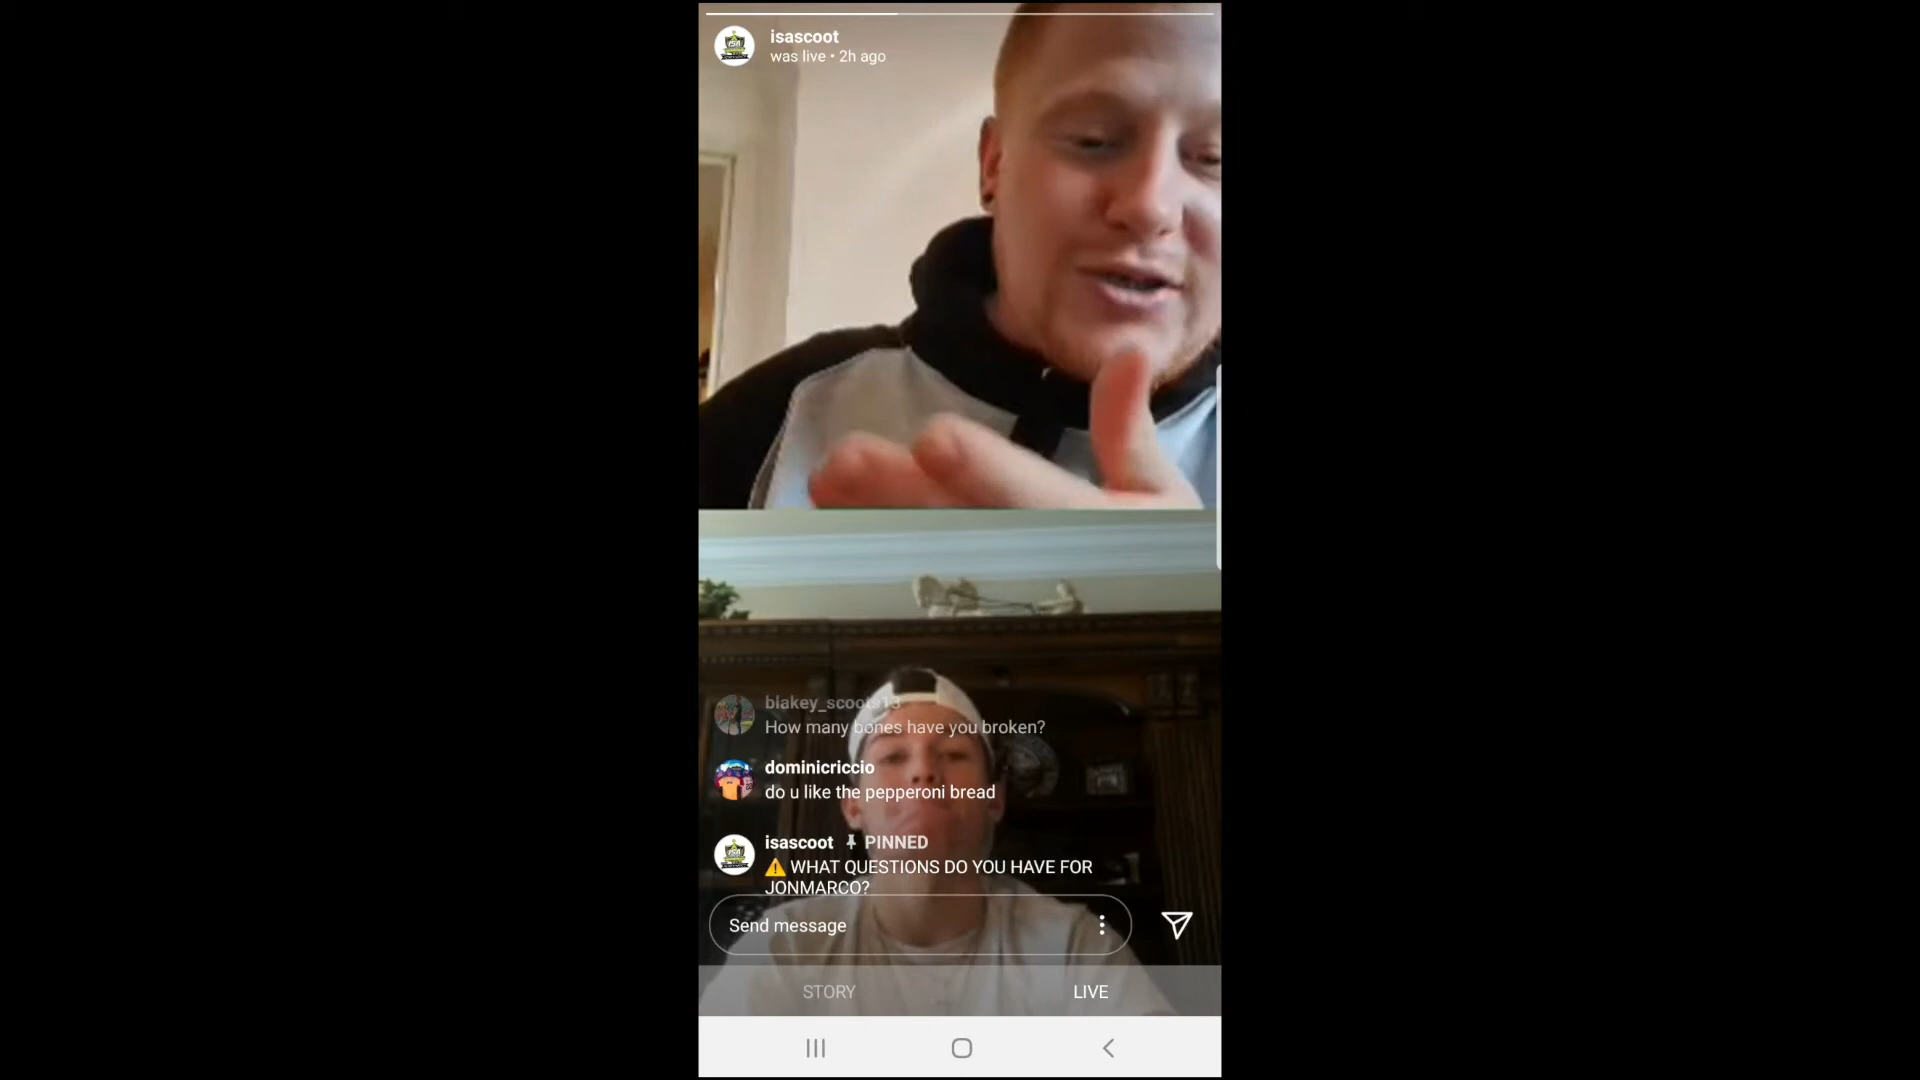 isascoot
was live • 2h ago
blakey_scoots13
How many bones have you broken?
dominicriccio
do u like the pepperoni bread
isascoot PINNED
⚠ WHAT QUESTIONS DO YOU HAVE FOR
JONMARCO?
Send message
STORY
LIVE